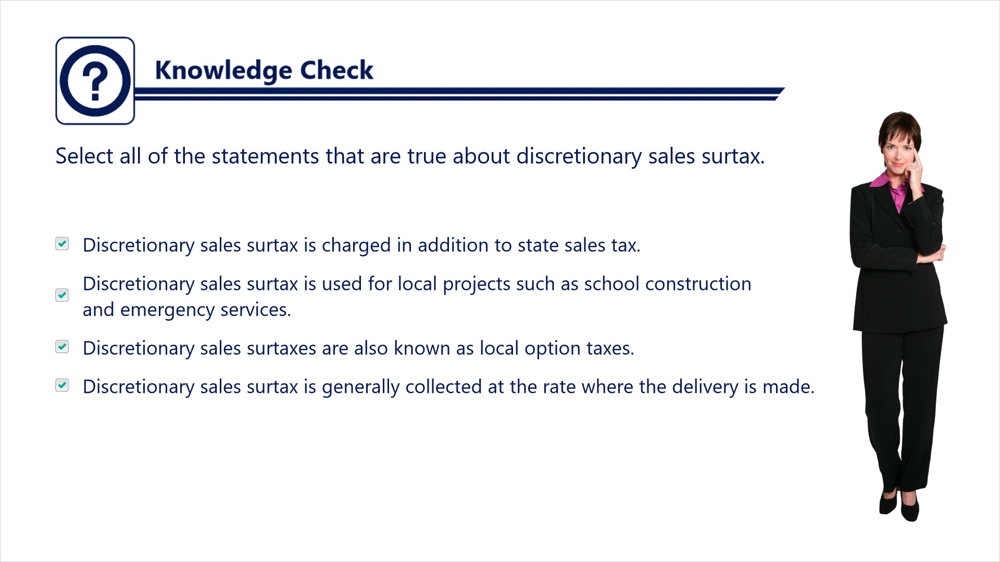 ?
Knowledge Check
Select all of the statements that are true about discretionary sales surtax.
Discretionary sales surtax is charged in addition to state sales tax.
Discretionary sales surtax is used for local projects such as school construction
and emergency services.
Discretionary sales surtaxes are also known as local option taxes.
Discretionary sales surtax is generally collected at the rate where the delivery is made.